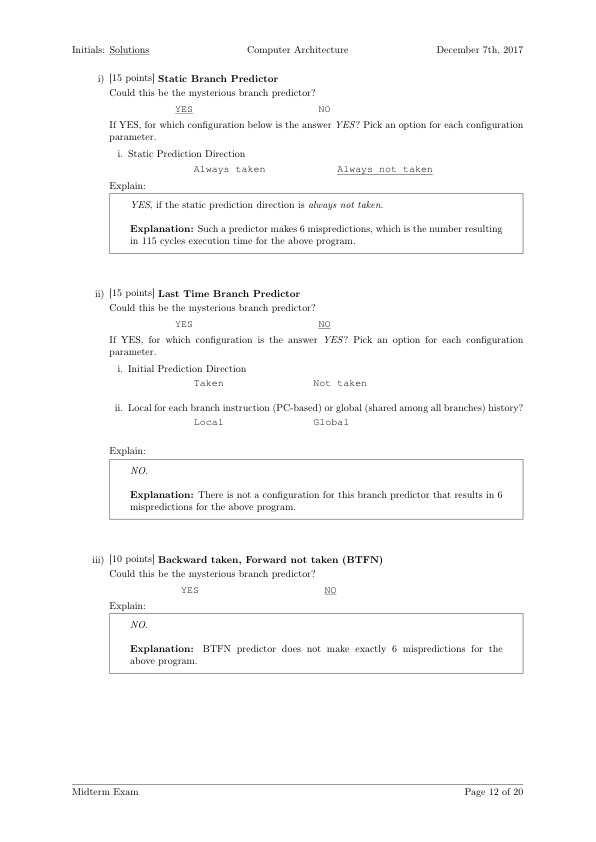 Initials: Solutions Computer Architecture December 7th, 2017
i) [15 points] Static Branch Predictor
Could this be the mysterious branch predictor?
YES NO
If YES, for which configuration below is the answer YES? Pick an option for each configuration
parameter.
i. Static Prediction Direction
Always taken Always not taken
Explain:
YES, if the static prediction direction is always not taken.
Explanation: Such a predictor makes 6 mispredictions, which is the number resulting
in 115 cycles execution time for the above program.
ii) [15 points] Last Time Branch Predictor
Could this be the mysterious branch predictor?
YES NO
If YES, for which configuration is the answer YES? Pick an option for each configuration
parameter.
i. Initial Prediction Direction
Taken Not taken
ii. Local for each branch instruction (PC-based) or global (shared among all branches) history?
Local Global
Explain:
NO.
Explanation: There is not a configuration for this branch predictor that results in 6
mispredictions for the above program.
iii) [10 points] Backward taken, Forward not taken (BTFN)
Could this be the mysterious branch predictor?
YES NO
Explain:
NO.
Explanation: BTFN predictor does not make exactly 6 mispredictions for the
above program.
Midterm Exam Page 12 of 20